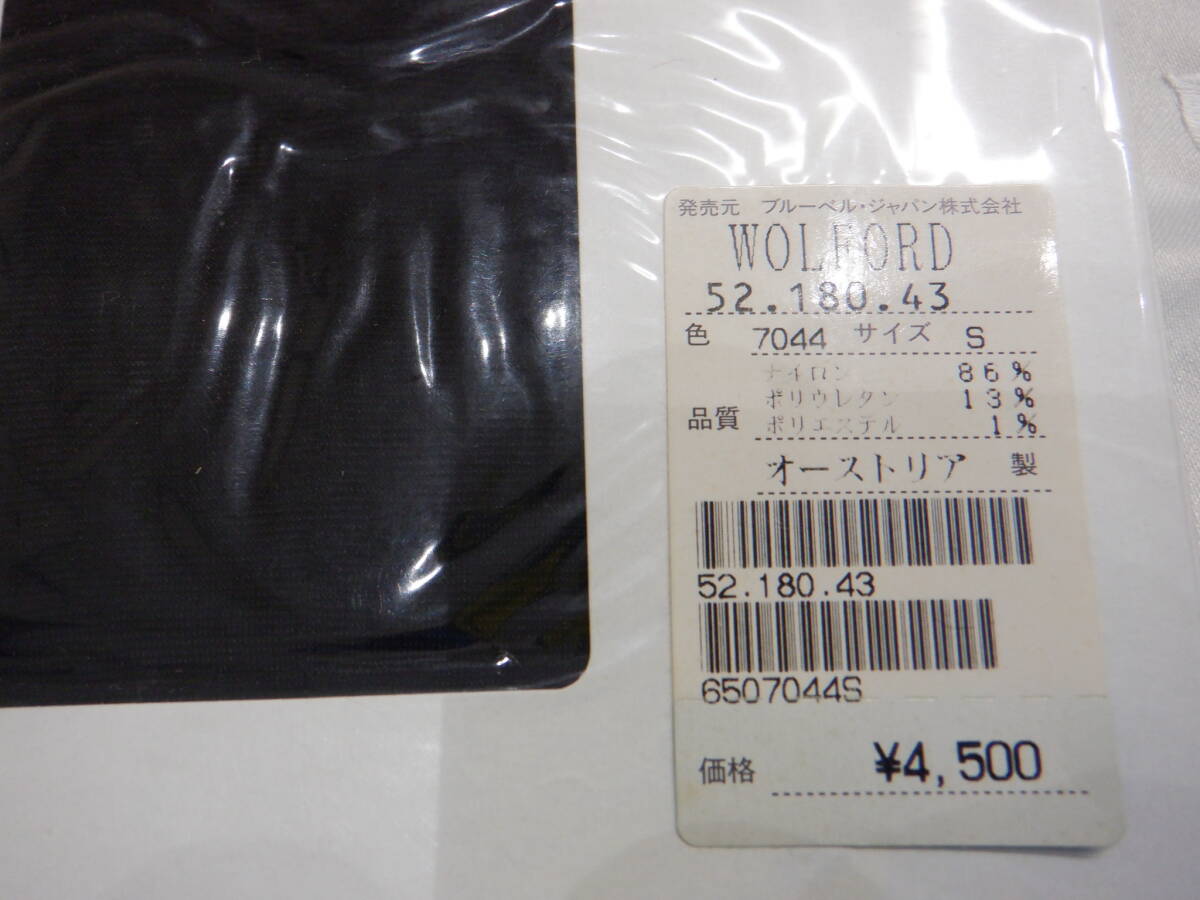 発売元 ブルーベル・ジャパン株式会社
WOLFORD
52.180.43
色 7044 サイズ S
ナイロン 86%
ポリウレタン 13%
品質
ポリエステル 1%
オーストリア 製
52.180.43
6507044S
価格 ¥4,500